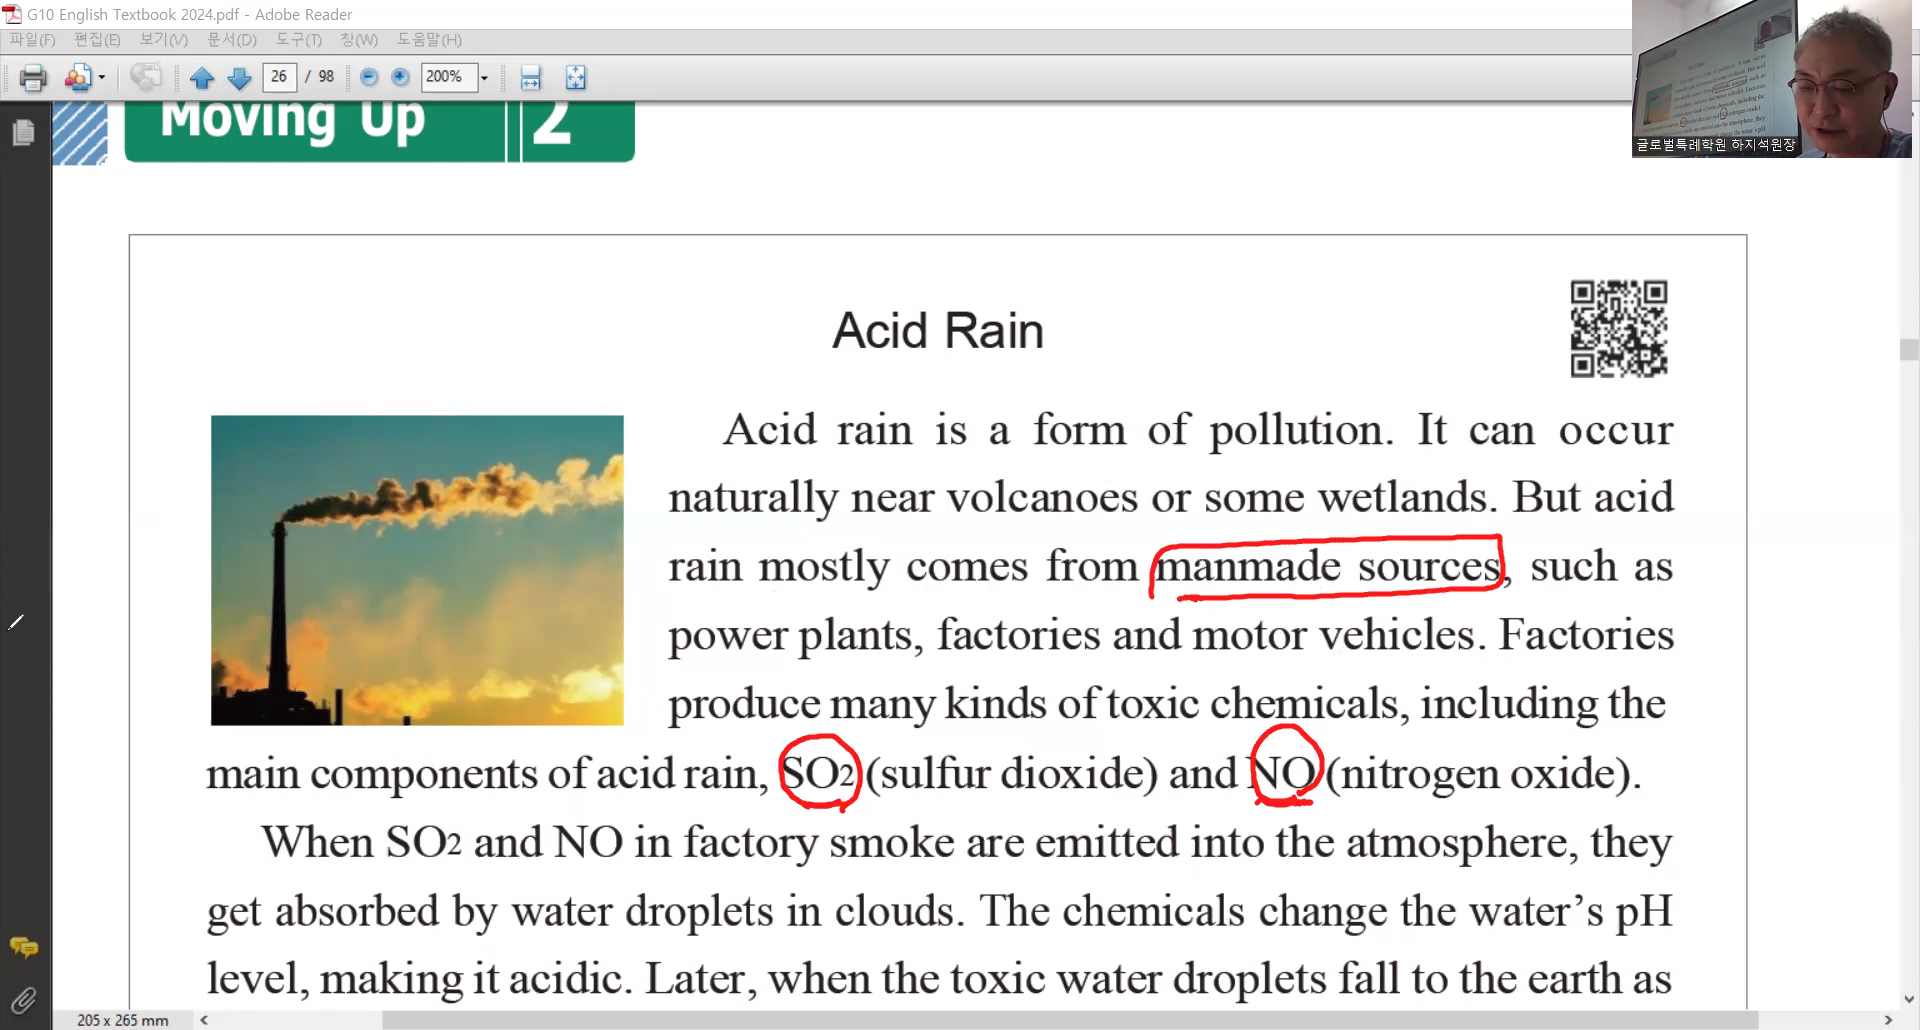 G10 English Textbook 2024.pdf - Adobe Reader
파일(F) 편집(E) 보기(V) 문서(D) 도구(T) 창(W) 도움말(H)
26 / 98 200%
글로벌특례학원 하지석원장
Moving Up 2
Acid Rain
Acid rain is a form of pollution. It can occur
naturally near volcanoes or some wetlands. But acid
rain mostly comes from manmade sources, such as
power plants, factories and motor vehicles. Factories
produce many kinds of toxic chemicals, including the
main components of acid rain, SO2 (sulfur dioxide) and NO (nitrogen oxide).
When SO2 and NO in factory smoke are emitted into the atmosphere, they
get absorbed by water droplets in clouds. The chemicals change the water’s pH
level, making it acidic. Later, when the toxic water droplets fall to the earth as
205 x 265 mm